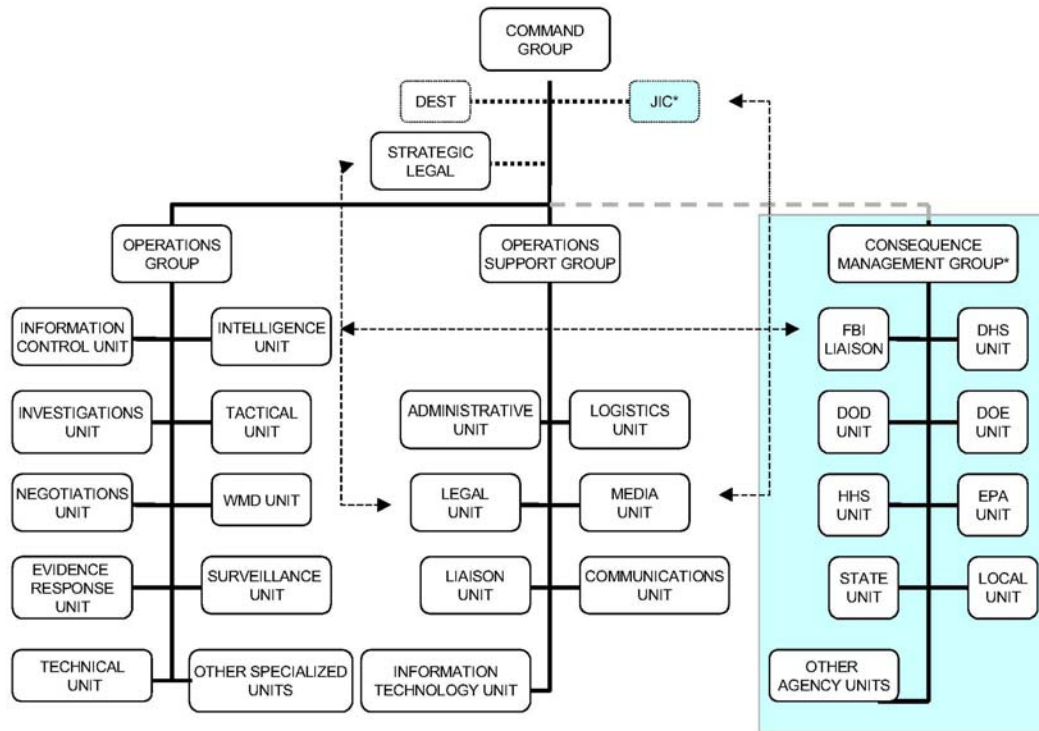 COMMAND
GROUP
DEST
JIC*
STRATEGIC
LEGAL
OPERATIONS
GROUP
OPERATIONS
SUPPORT GROUP
CONSEQUENCE
MANAGEMENT GROUP*
INFORMATION
CONTROL UNIT
INTELLIGENCE
UNIT
FBI
LIAISON
DHS
UNIT
INVESTIGATIONS
UNIT
TACTICAL
UNIT
ADMINISTRATIVE
UNIT
LOGISTICS
UNIT
DOD
UNIT
DOE
UNIT
NEGOTIATIONS
UNIT
WMD UNIT
LEGAL
UNIT
MEDIA
UNIT
HHS
UNIT
EPA
UNIT
EVIDENCE
RESPONSE
UNIT
SURVEILLANCE
UNIT
LIAISON
UNIT
COMMUNICATIONS
UNIT
STATE
UNIT
LOCAL
UNIT
TECHNICAL
UNIT
OTHER SPECIALIZED
UNITS
INFORMATION
TECHNOLOGY UNIT
OTHER
AGENCY UNITS